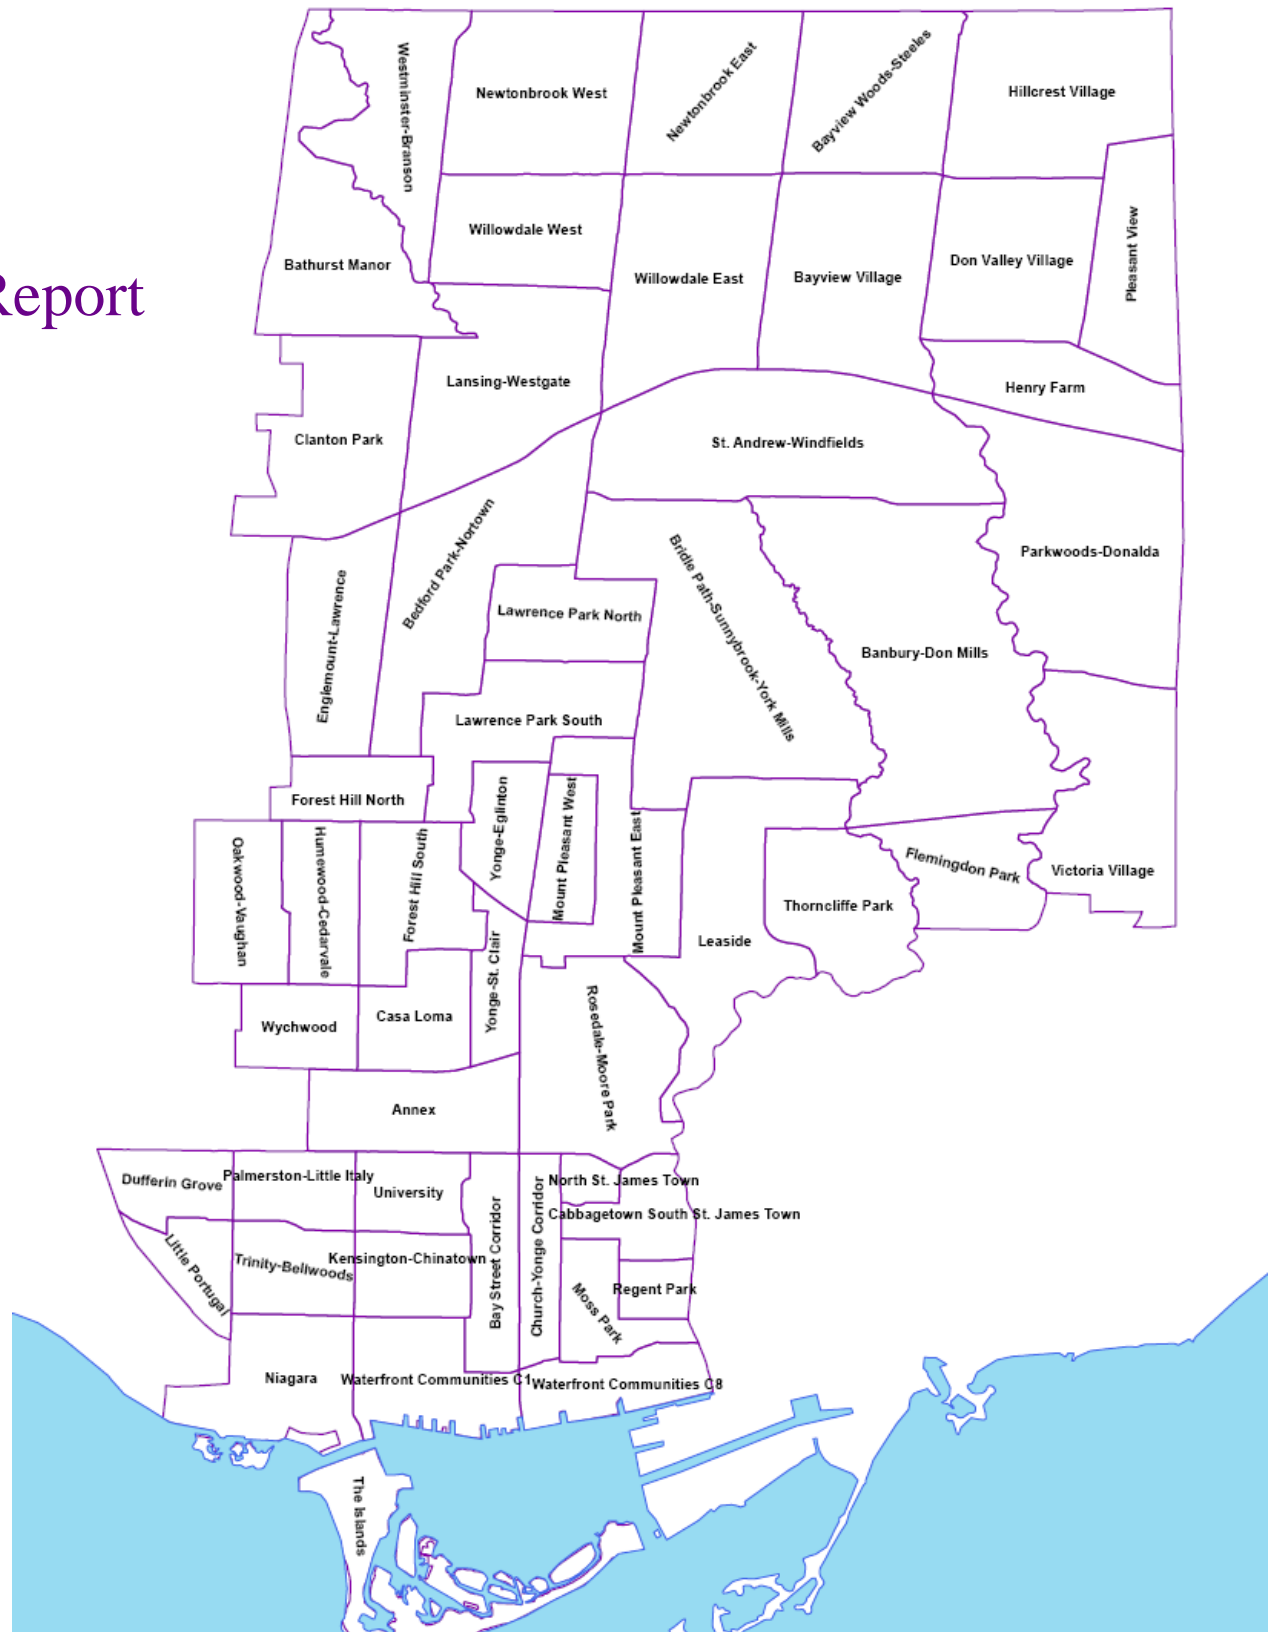 Westminster-Branson
Newtonbrook West
Newtonbrook East
Bayview Woods-Steeles
Hillcrest Village
Willowdale West
Bathurst Manor
Willowdale East
Bayview Village
Don Valley Village
Pleasant View
Report
Lansing-Westgate
Henry Farm
Clanton Park
St. Andrew-Windfields
Bedford Park-Nortown
Parkwoods-Donalda
Englemount-Lawrence
Lawrence Park North
Bridle Path-Sunnybrook-York Mills
Banbury-Don Mills
Lawrence Park South
Forest Hill North
Yonge-Eglinton
Mount Pleasant West
Mount Pleasant East
Oakwood-Vaughan
Humewood-Cedarvale
Forest Hill South
Flemingdon Park
Victoria Village
Thorncliffe Park
Leaside
Yonge-St. Clair
Casa Loma
Wychwood
Rosedale-Moore Park
Annex
Dufferin Grove
Palmerston-Little Italy
University
North St. James Town
Cabbagetown South St. James Town
Bay Street Corridor
Church-Yonge Corridor
Little Portugal
Trinity-Bellwoods
Kensington-Chinatown
Regent Park
Moss Park
Niagara
Waterfront Communities C1
Waterfront Communities C8
The Islands